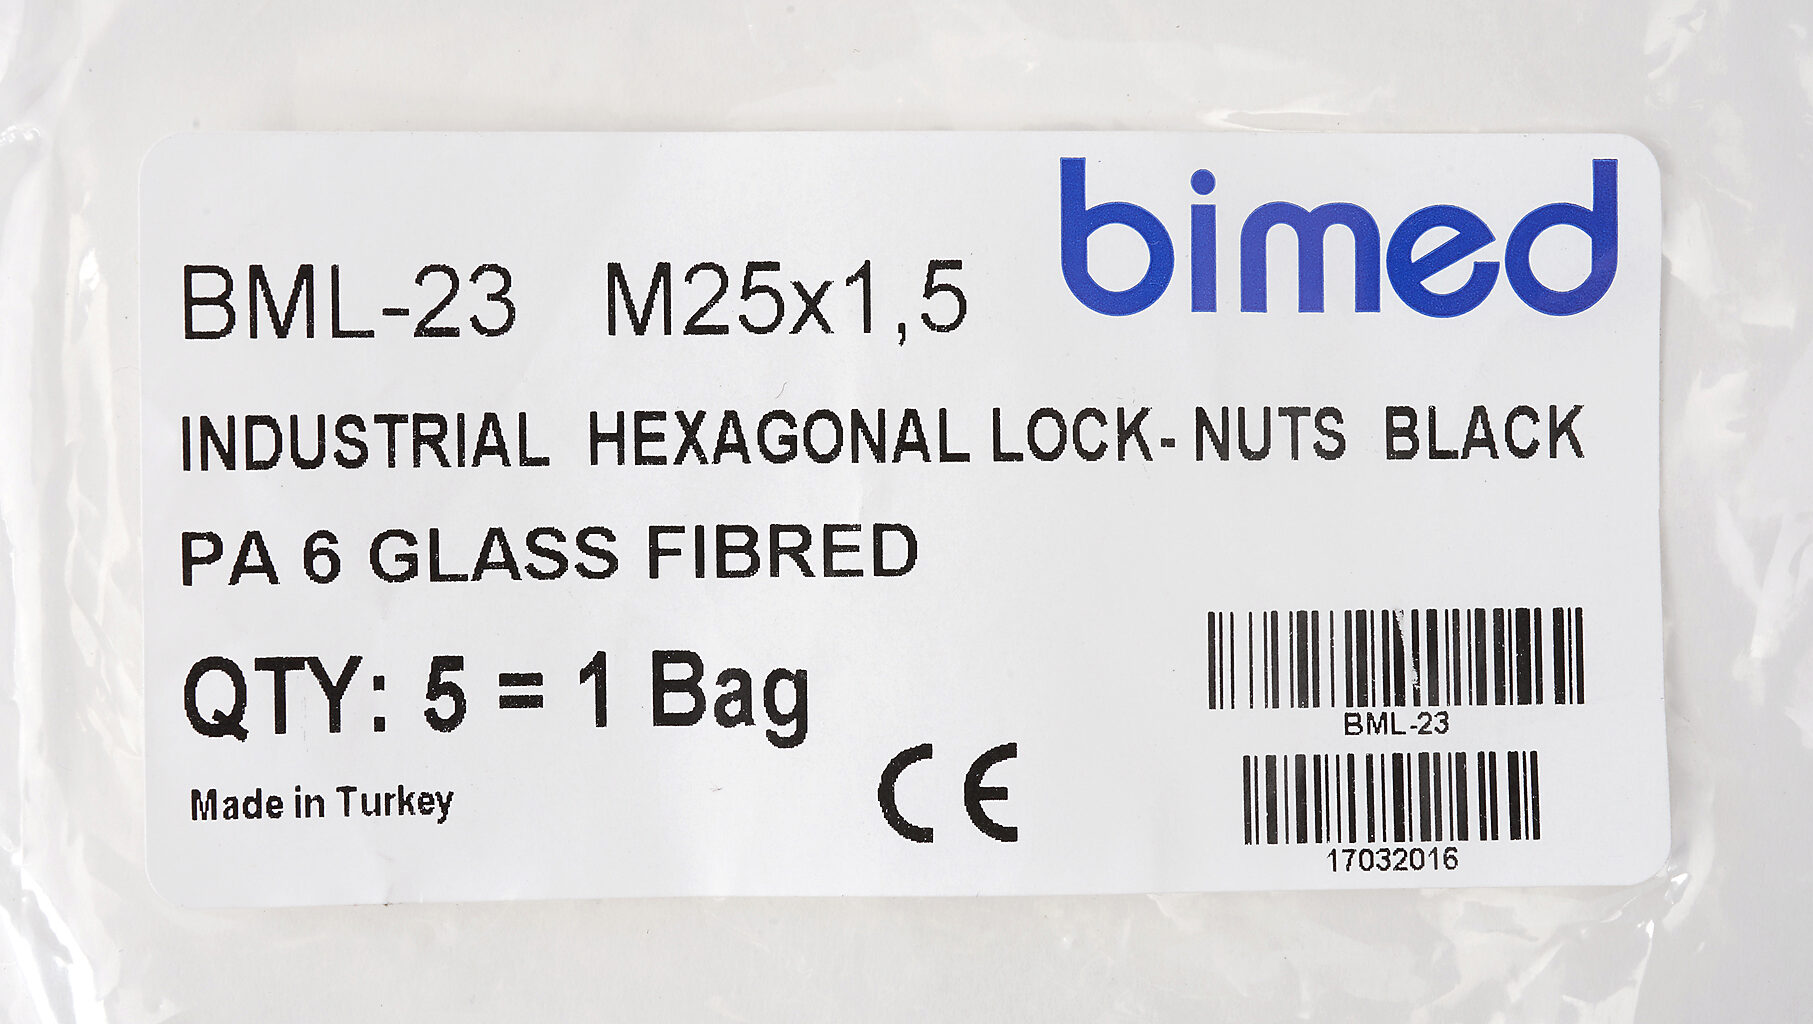 bimed
BML-23 M25x1,5
INDUSTRIAL HEXAGONAL LOCK- NUTS BLACK
PA 6 GLASS FIBRED
QTY: 5 = 1 Bag
BML-23
Made in Turkey
CE
17032016